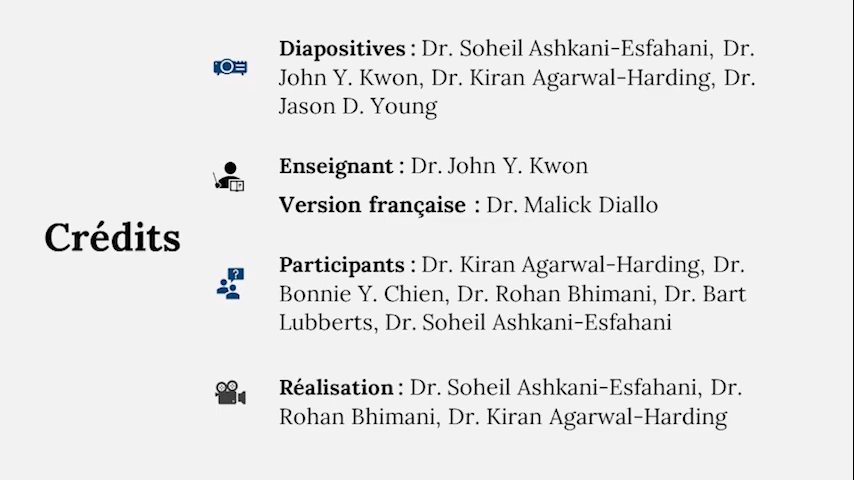 Crédits
Diapositives : Dr. Soheil Ashkani-Esfahani, Dr.
John Y. Kwon, Dr. Kiran Agarwal-Harding, Dr.
Jason D. Young
Enseignant : Dr. John Y. Kwon
Version française : Dr. Malick Diallo
Participants : Dr. Kiran Agarwal-Harding, Dr.
Bonnie Y. Chien, Dr. Rohan Bhimani, Dr. Bart
Lubberts, Dr. Soheil Ashkani-Esfahani
Réalisation : Dr. Soheil Ashkani-Esfahani, Dr.
Rohan Bhimani, Dr. Kiran Agarwal-Harding